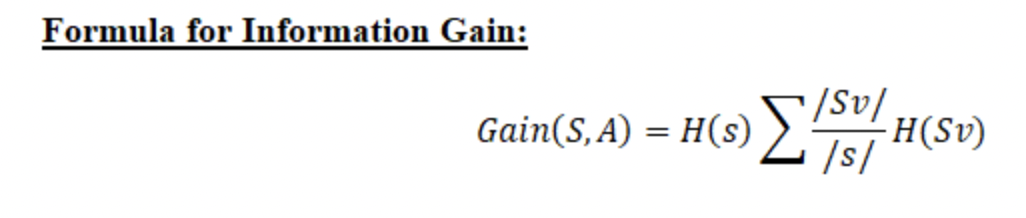 Formula for Information Gain:
Gain(S, A) = H(s) ∑ /Sv/ / /s/ H(Sv)